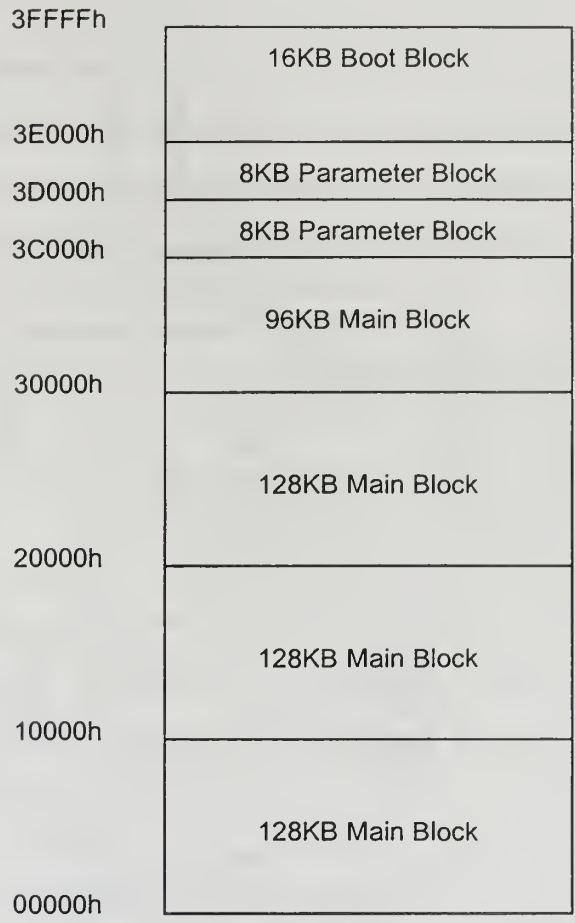 3FFFFh
16KB Boot Block
3E000h
8KB Parameter Block
3D000h
8KB Parameter Block
3C000h
96KB Main Block
30000h
128KB Main Block
20000h
128KB Main Block
10000h
128KB Main Block
00000h